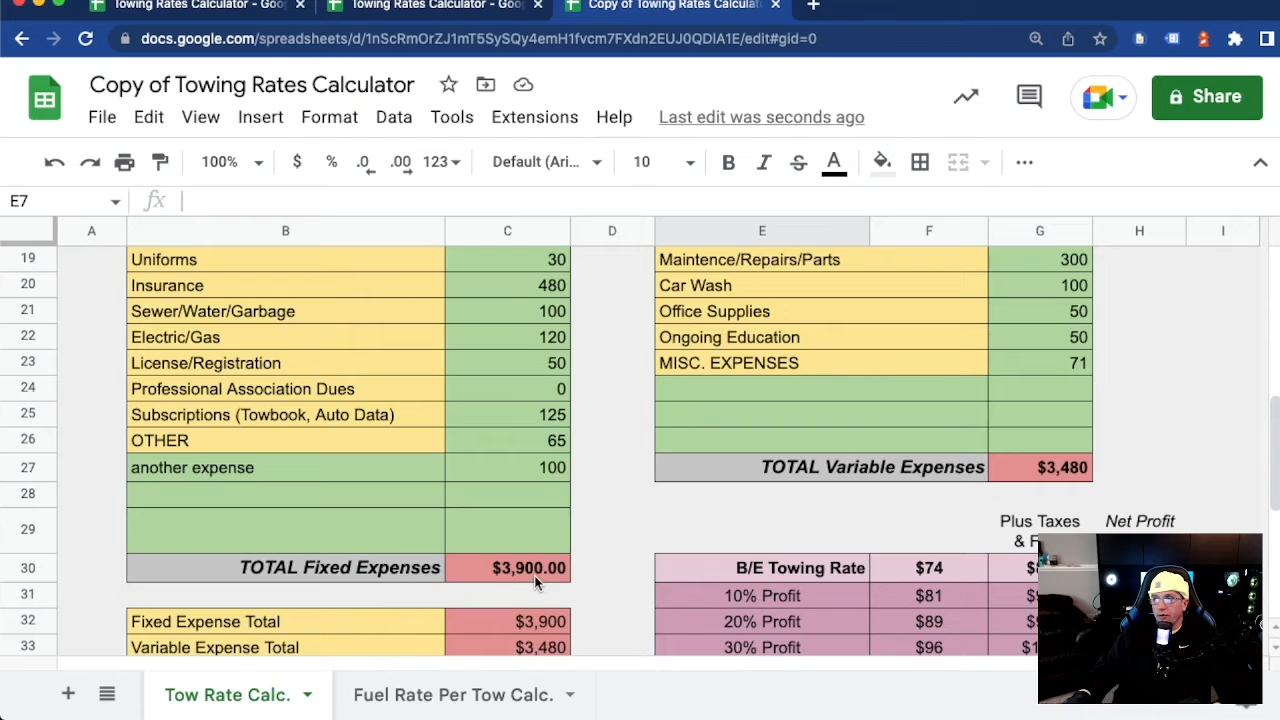 Towing Rates Calculator - Goo
Towing Rates Calculator - Goo
Copy of Towing Rates Calculat
docs.google.com/spreadsheets/d/1nScRmOrZJ1mT5SySQy4emH1fvcm7FXdn2EUJ0QDIA1E/edit#gid=0
Copy of Towing Rates Calculator
Share
File Edit View Insert Format Data Tools Extensions Help Last edit was seconds ago
100% $ % .0 .00 123 Default (Ari... 10 B I S A
E7 fx
A B C D E F G H I
19 Uniforms 30 Maintence/Repairs/Parts 300
20 Insurance 480 Car Wash 100
21 Sewer/Water/Garbage 100 Office Supplies 50
22 Electric/Gas 120 Ongoing Education 50
23 License/Registration 50 MISC. EXPENSES 71
24 Professional Association Dues 0
25 Subscriptions (Towbook, Auto Data) 125
26 OTHER 65
27 another expense 100 TOTAL Variable Expenses $3,480
28
29 Plus Taxes Net Profit
&
30 TOTAL Fixed Expenses $3,900.00 B/E Towing Rate $74
31 10% Profit $81
32 Fixed Expense Total $3,900 20% Profit $89
33 Variable Expense Total $3,480 30% Profit $96
Tow Rate Calc. Fuel Rate Per Tow Calc.